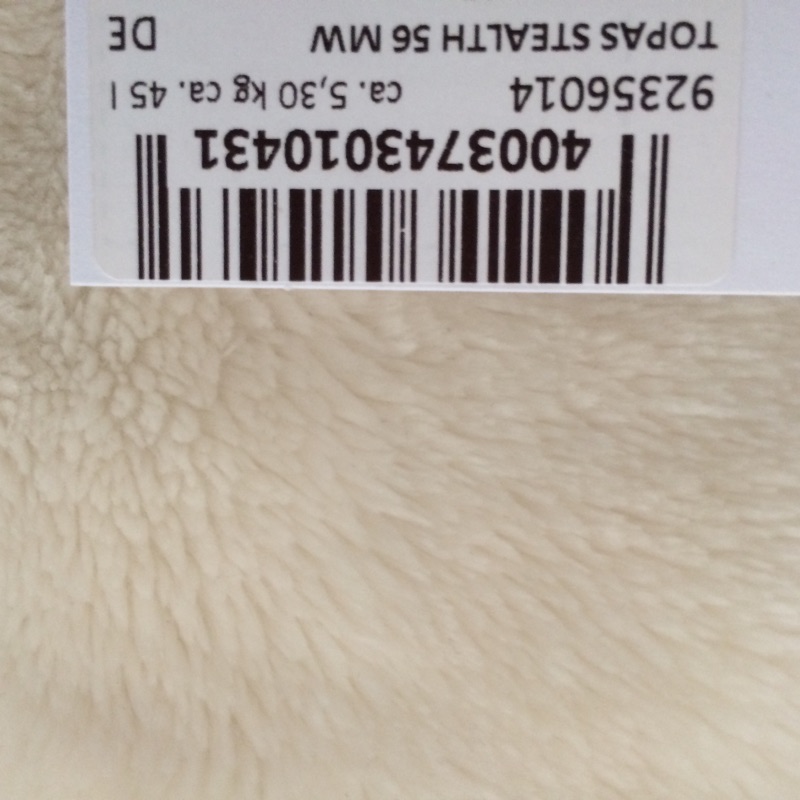 4003743010431
92356014 ca. 5,30 kg ca. 45 l
TOPAS STEALTH 56 MW DE